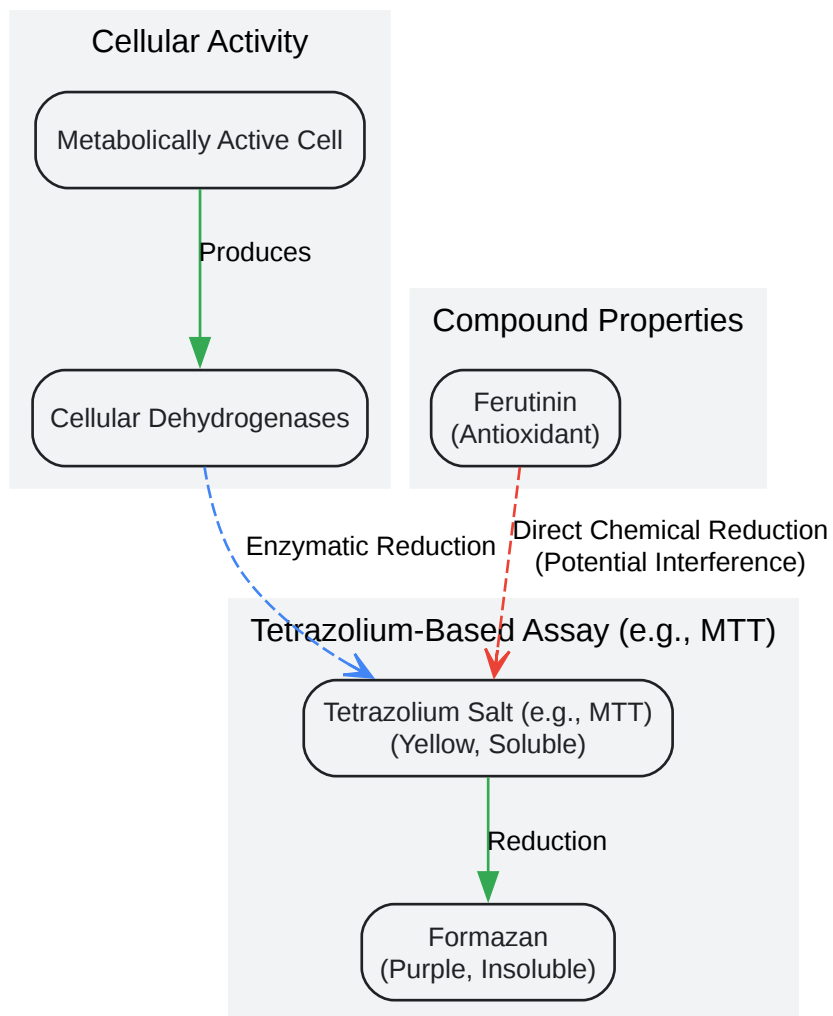 Cellular Activity
Metabolically Active Cell
Produces
Cellular Dehydrogenases
Compound Properties
Ferutinin
(Antioxidant)
Enzymatic Reduction
Direct Chemical Reduction
(Potential Interference)
Tetrazolium-Based Assay (e.g., MTT)
Tetrazolium Salt (e.g., MTT)
(Yellow, Soluble)
Reduction
Formazan
(Purple, Insoluble)